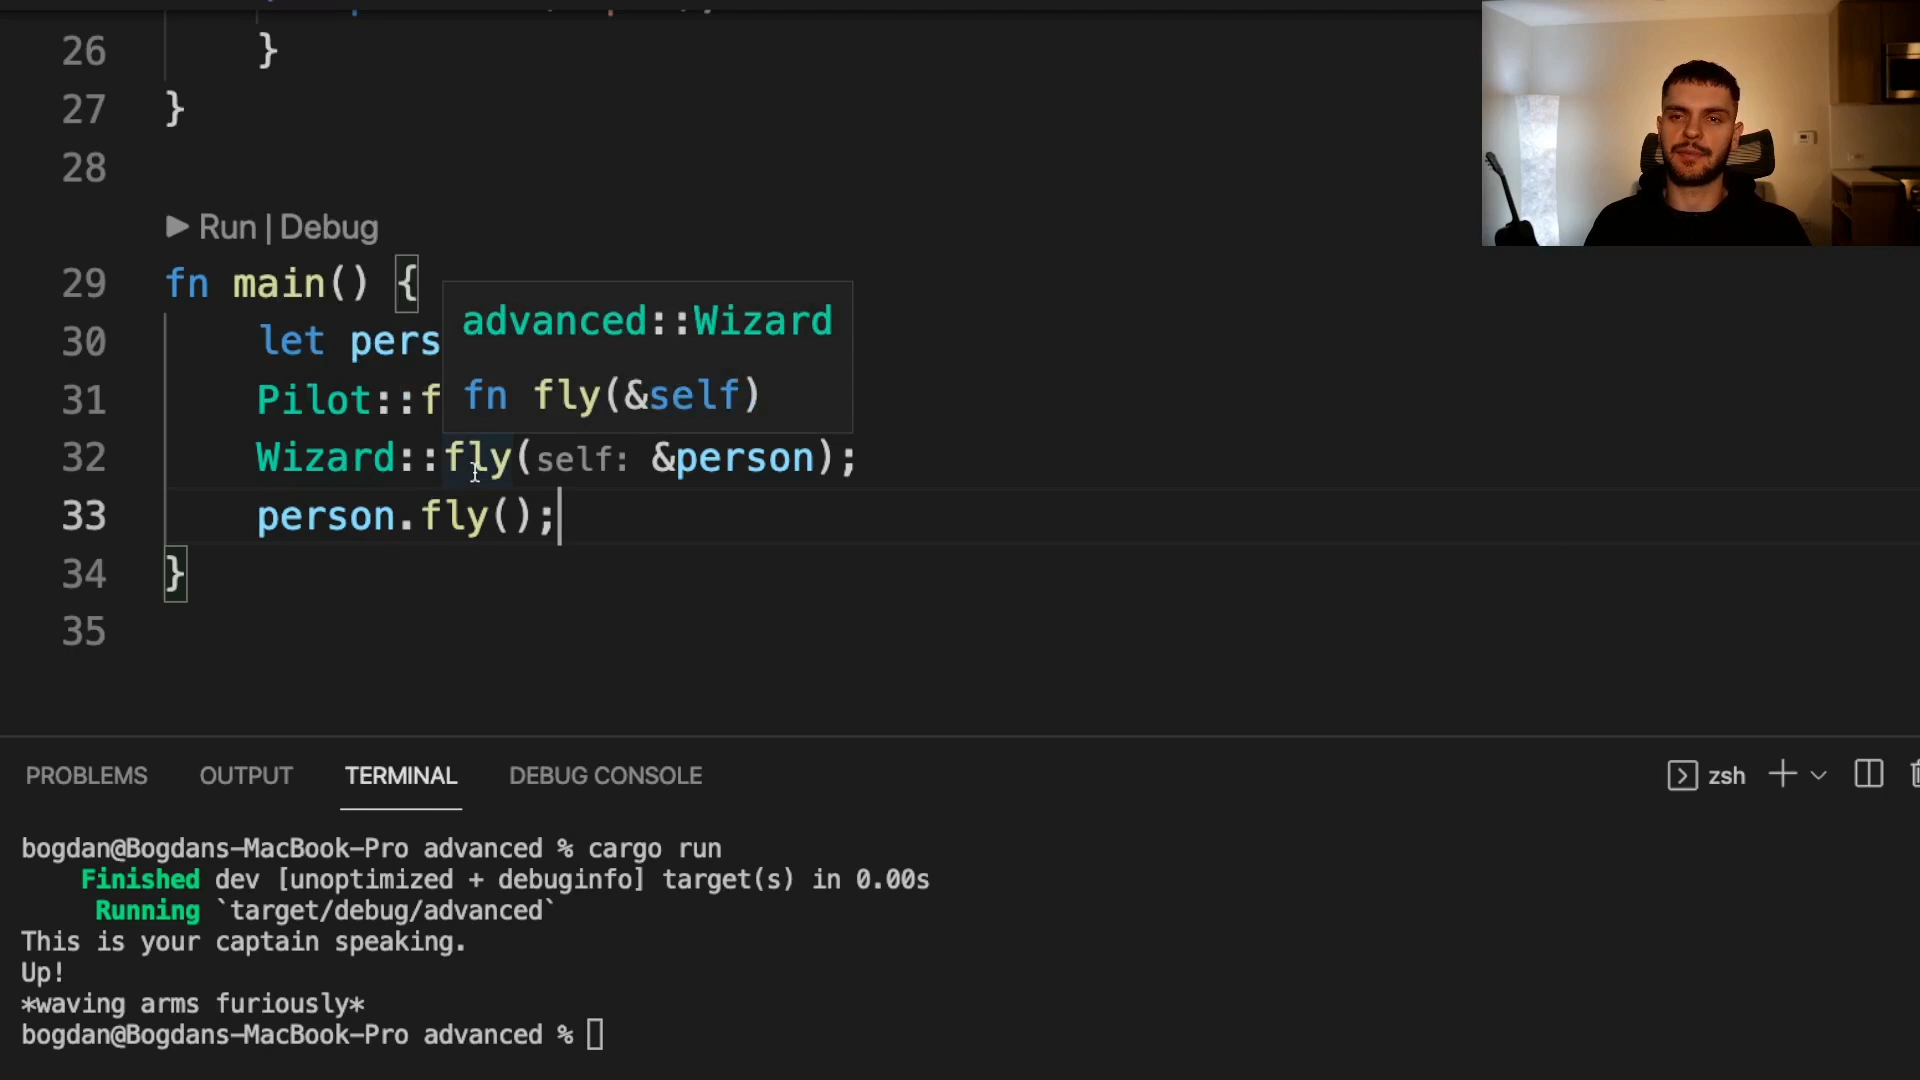 26 }
27 }
28
Run | Debug
29 fn main() {
advanced::Wizard
30 let pers
31 Pilot::f
fn fly(&self)
32 Wizard::fly(self: &person);
33 person.fly();
34 }
35
PROBLEMS OUTPUT TERMINAL DEBUG CONSOLE
zsh
bogdan@Bogdans-MacBook-Pro advanced % cargo run
Finished dev [unoptimized + debuginfo] target(s) in 0.00s
Running `target/debug/advanced`
This is your captain speaking.
Up!
*waving arms furiously*
bogdan@Bogdans-MacBook-Pro advanced %